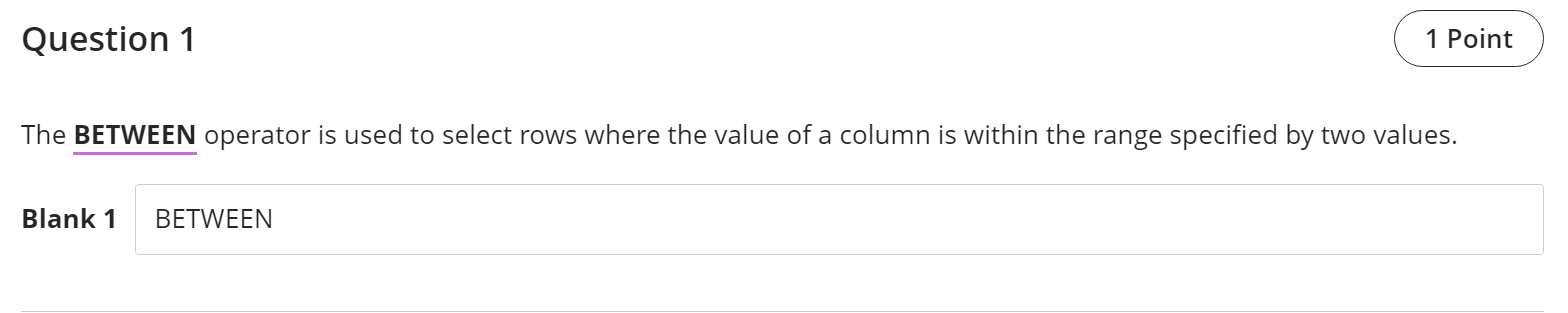 Question 1
1 Point
The BETWEEN operator is used to select rows where the value of a column is within the range specified by two values.
Blank 1
BETWEEN